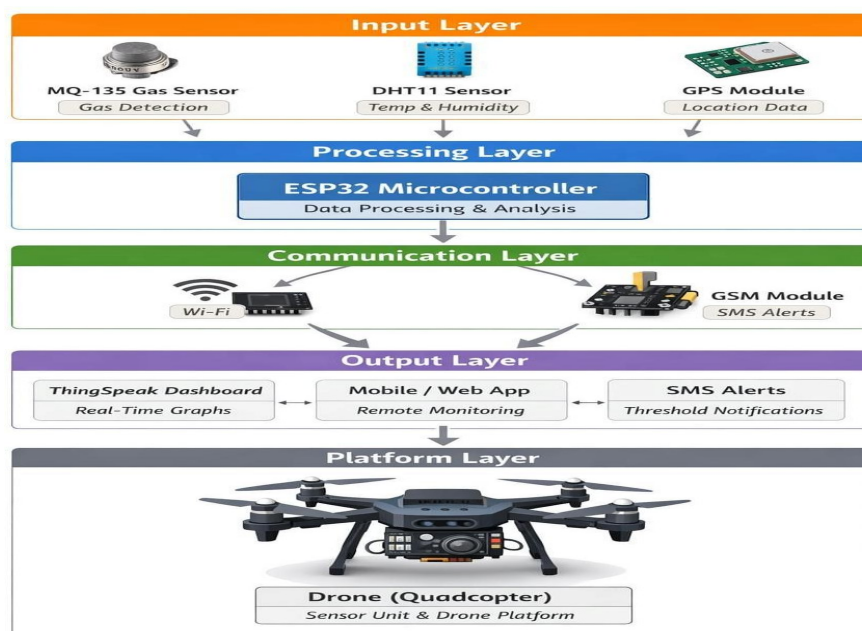 Input Layer
MQ-135 Gas Sensor
Gas Detection
DHT11 Sensor
Temp & Humidity
GPS Module
Location Data
Processing Layer
ESP32 Microcontroller
Data Processing & Analysis
Communication Layer
Wi-Fi
GSM Module
SMS Alerts
Output Layer
ThingSpeak Dashboard
Real-Time Graphs
Mobile / Web App
Remote Monitoring
SMS Alerts
Threshold Notifications
Platform Layer
Drone (Quadcopter)
Sensor Unit & Drone Platform